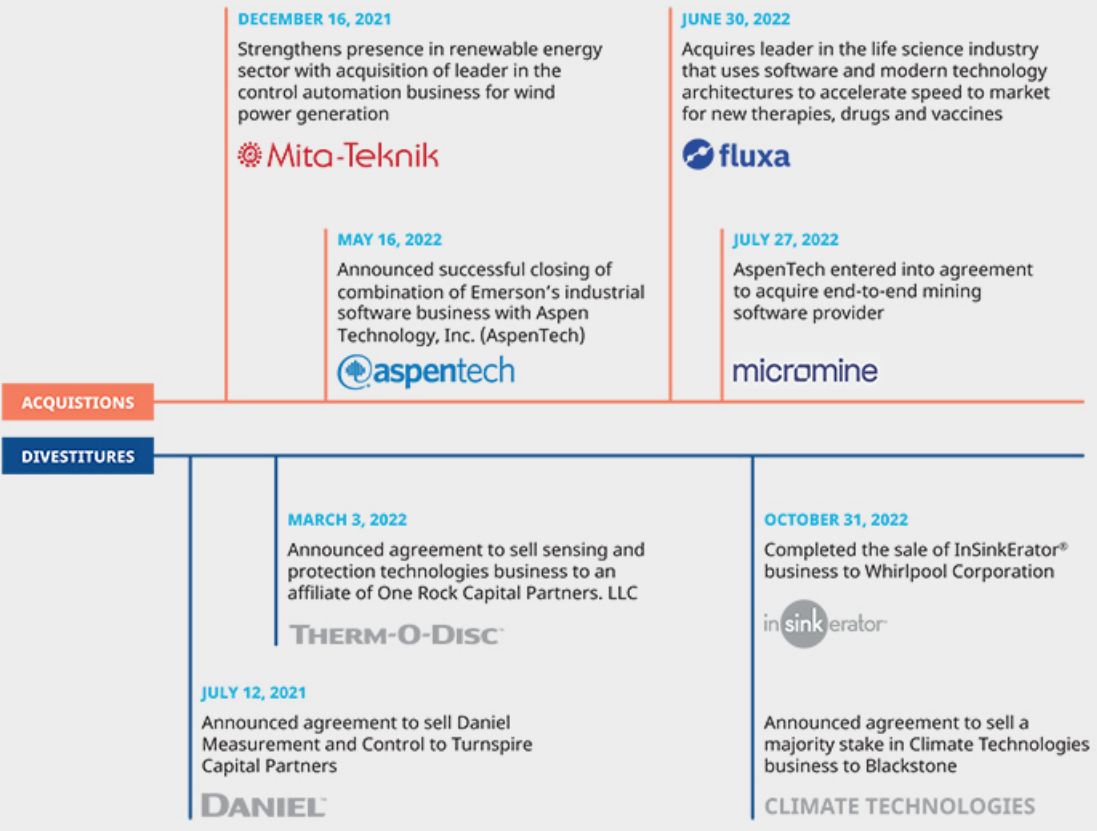 DECEMBER 16, 2021
Strengthens presence in renewable energy
sector with acquisition of leader in the
control automation business for wind
power generation
Mita-Teknik
JUNE 30, 2022
Acquires leader in the life science industry
that uses software and modern technology
architectures to accelerate speed to market
for new therapies, drugs and vaccines
fluxa
MAY 16, 2022
Announced successful closing of
combination of Emerson's industrial
software business with Aspen
Technology, Inc. (AspenTech)
aspentech
JULY 27, 2022
AspenTech entered into agreement
to acquire end-to-end mining
software provider
micromine
ACQUISTIONS
DIVESTITURES
MARCH 3, 2022
Announced agreement to sell sensing and
protection technologies business to an
affiliate of One Rock Capital Partners. LLC
THERM-O-DISC™
OCTOBER 31, 2022
Completed the sale of InSinkErator®
business to Whirlpool Corporation
insinkerator
JULY 12, 2021
Announced agreement to sell Daniel
Measurement and Control to Turnspire
Capital Partners
DANIEL™
Announced agreement to sell a
majority stake in Climate Technologies
business to Blackstone
CLIMATE TECHNOLOGIES